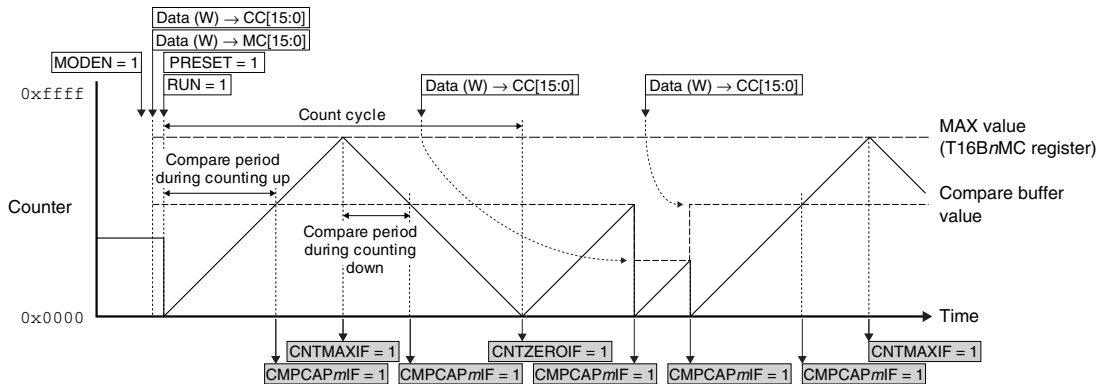 Data (W) → CC[15:0]
Data (W) → MC[15:0]
MODEN = 1
PRESET = 1
RUN = 1
Data (W) → CC[15:0]
Data (W) → CC[15:0]
0xffff
Count cycle
MAX value
(T16BnMC register)
Compare period
during counting up
Compare buffer
value
Counter
Compare period
during counting
down
0x0000
Time
CNTMAXIF = 1
CNTZEROIF = 1
CNTMAXIF = 1
CMPCAPmIF = 1
CMPCAPmIF = 1
CMPCAPmIF = 1
CMPCAPmIF = 1
CMPCAPmIF = 1